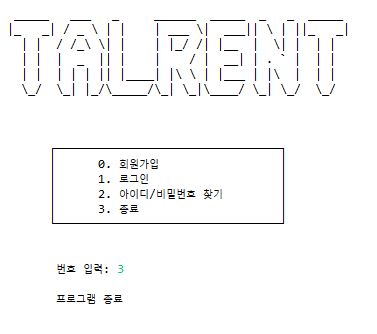 TALRENT
0. 회원가입
1. 로그인
2. 아이디/비밀번호 찾기
3. 종료
번호 입력: 3
프로그램 종료